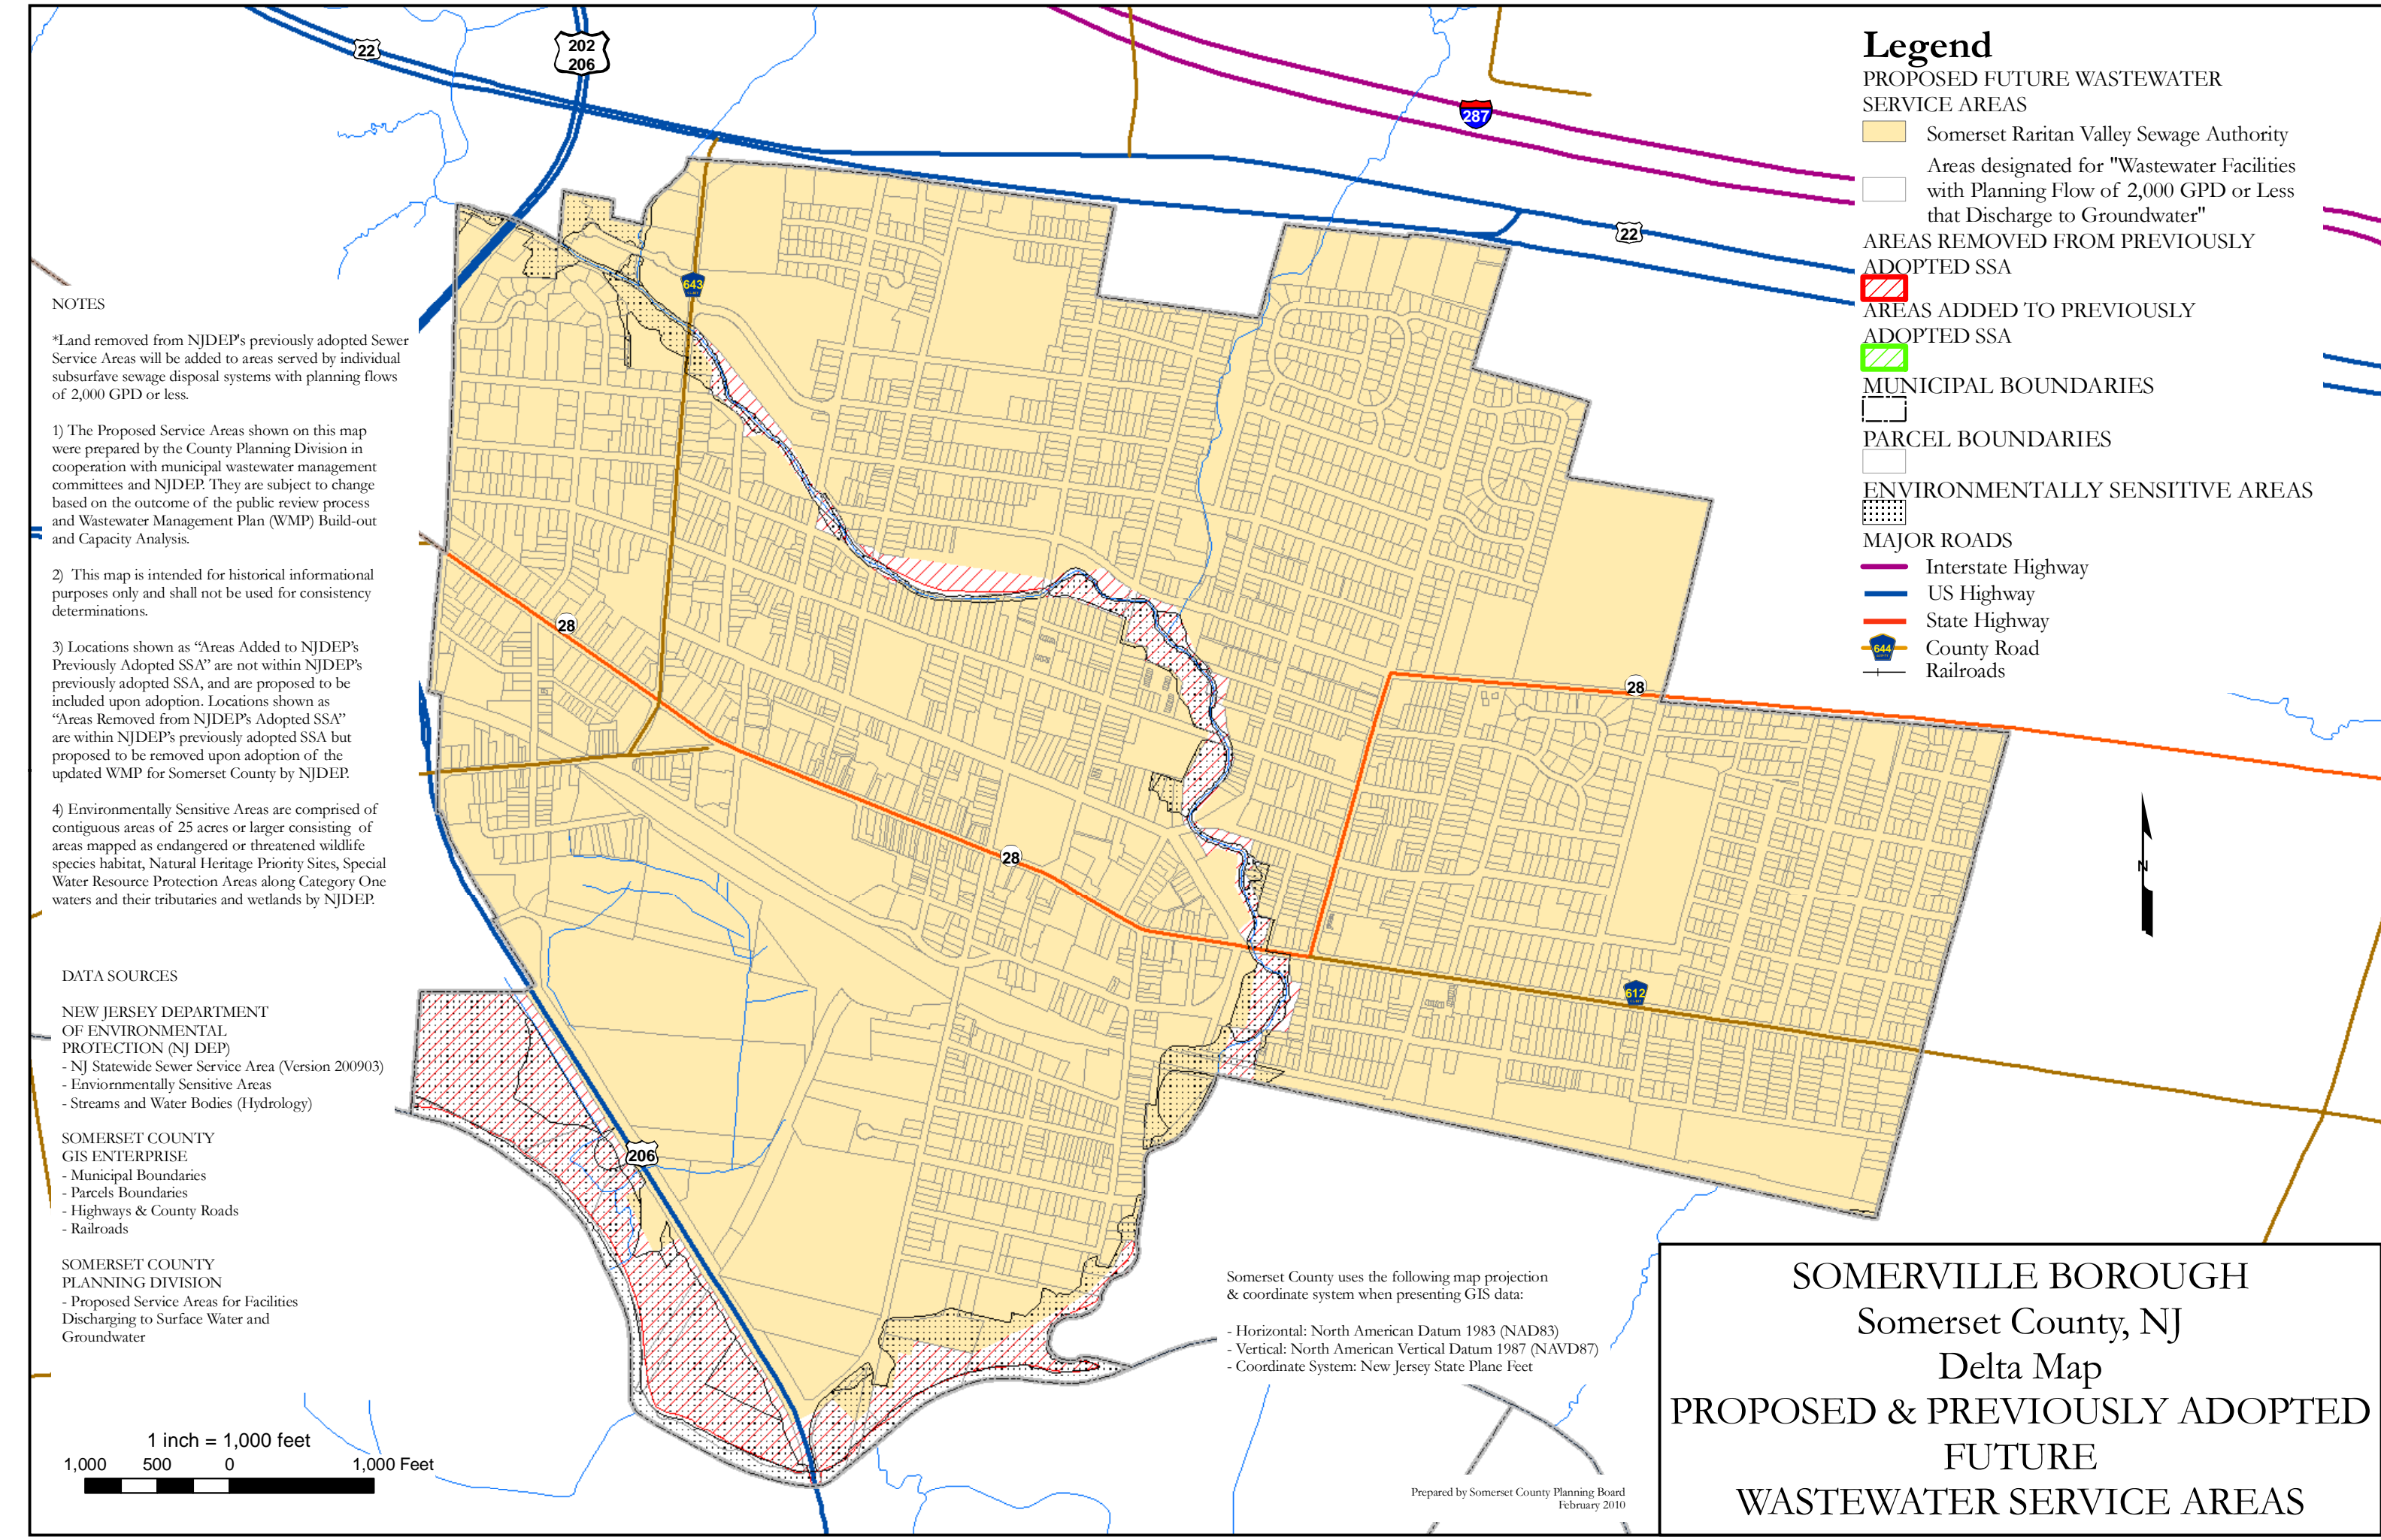 22
202
206
287
22
643
28
28
28
612
206
Legend
PROPOSED FUTURE WASTEWATER
SERVICE AREAS
Somerset Raritan Valley Sewage Authority
Areas designated for "Wastewater Facilities
with Planning Flow of 2,000 GPD or Less
that Discharge to Groundwater"
AREAS REMOVED FROM PREVIOUSLY
ADOPTED SSA
AREAS ADDED TO PREVIOUSLY
ADOPTED SSA
MUNICIPAL BOUNDARIES
PARCEL BOUNDARIES
ENVIRONMENTALLY SENSITIVE AREAS
MAJOR ROADS
Interstate Highway
US Highway
State Highway
644 County Road
Railroads
NOTES
*Land removed from NJDEP's previously adopted Sewer
Service Areas will be added to areas served by individual
subsurfave sewage disposal systems with planning flows
of 2,000 GPD or less.
1) The Proposed Service Areas shown on this map
were prepared by the County Planning Division in
cooperation with municipal wastewater management
committees and NJDEP. They are subject to change
based on the outcome of the public review process
and Wastewater Management Plan (WMP) Build-out
and Capacity Analysis.
2) This map is intended for historical informational
purposes only and shall not be used for consistency
determinations.
3) Locations shown as “Areas Added to NJDEP’s
Previously Adopted SSA” are not within NJDEP’s
previously adopted SSA, and are proposed to be
included upon adoption. Locations shown as
“Areas Removed from NJDEP’s Adopted SSA”
are within NJDEP’s previously adopted SSA but
proposed to be removed upon adoption of the
updated WMP for Somerset County by NJDEP.
4) Environmentally Sensitive Areas are comprised of
contiguous areas of 25 acres or larger consisting of
areas mapped as endangered or threatened wildlife
species habitat, Natural Heritage Priority Sites, Special
Water Resource Protection Areas along Category One
waters and their tributaries and wetlands by NJDEP.
DATA SOURCES
NEW JERSEY DEPARTMENT
OF ENVIRONMENTAL
PROTECTION (NJ DEP)
- NJ Statewide Sewer Service Area (Version 200903)
- Enviornmentally Sensitive Areas
- Streams and Water Bodies (Hydrology)
SOMERSET COUNTY
GIS ENTERPRISE
- Municipal Boundaries
- Parcels Boundaries
- Highways & County Roads
- Railroads
SOMERSET COUNTY
PLANNING DIVISION
- Proposed Service Areas for Facilities
Discharging to Surface Water and
Groundwater
1 inch = 1,000 feet
1,000 500 0 1,000 Feet
N
Somerset County uses the following map projection
& coordinate system when presenting GIS data:
- Horizontal: North American Datum 1983 (NAD83)
- Vertical: North American Vertical Datum 1987 (NAVD87)
- Coordinate System: New Jersey State Plane Feet
Prepared by Somerset County Planning Board
February 2010
SOMERVILLE BOROUGH
Somerset County, NJ
Delta Map
PROPOSED & PREVIOUSLY ADOPTED
FUTURE
WASTEWATER SERVICE AREAS